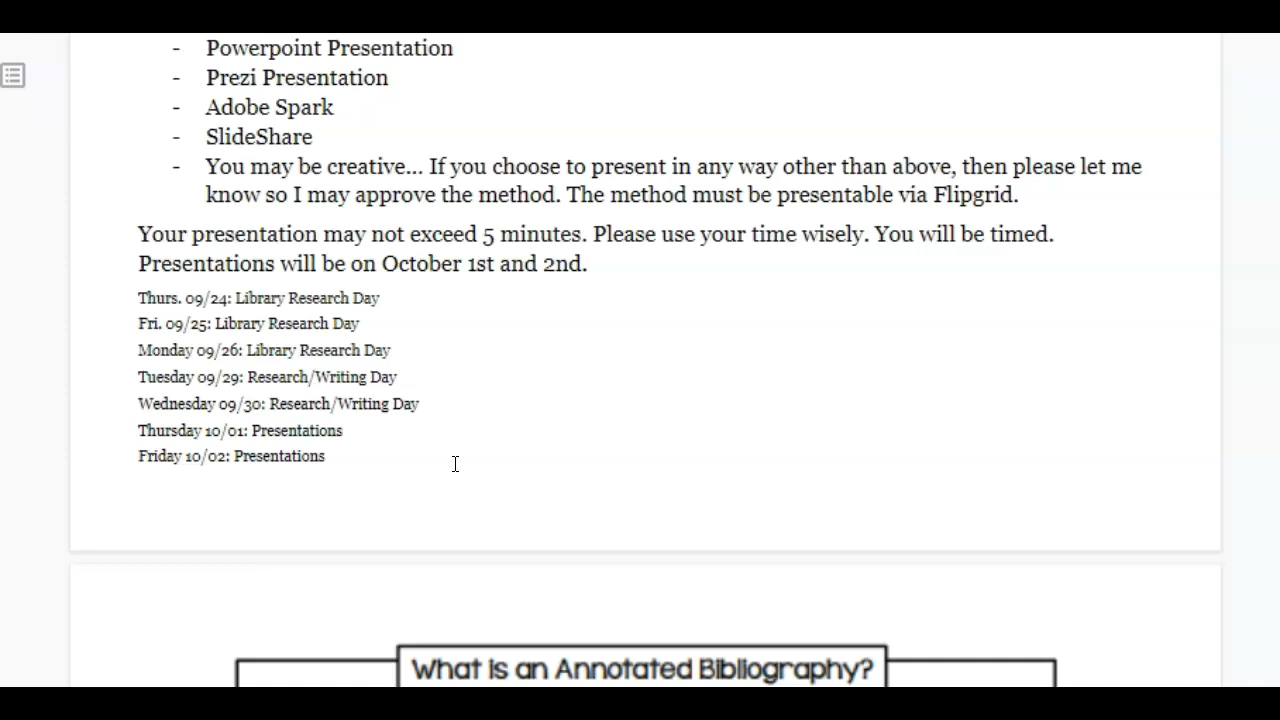 - Powerpoint Presentation
- Prezi Presentation
- Adobe Spark
- SlideShare
- You may be creative... If you choose to present in any way other than above, then please let me
know so I may approve the method. The method must be presentable via Flipgrid.
Your presentation may not exceed 5 minutes. Please use your time wisely. You will be timed.
Presentations will be on October 1st and 2nd.
Thurs. 09/24: Library Research Day
Fri. 09/25: Library Research Day
Monday 09/26: Library Research Day
Tuesday 09/29: Research/Writing Day
Wednesday 09/30: Research/Writing Day
Thursday 10/01: Presentations
Friday 10/02: Presentations
What is an Annotated Bibliography?